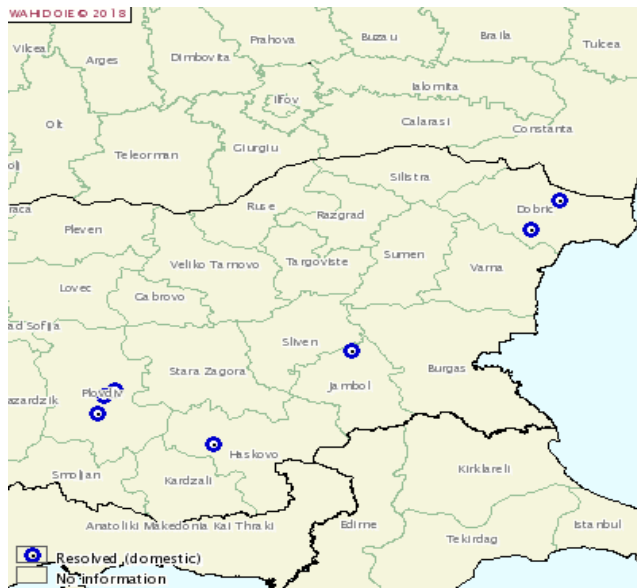 WAHID OIE © 2018
Prahova
Buzau
Braila
Tulcea
Vilcea
Arges
Dimbovita
Ilfov
Ialomita
Olt
Calarasi
Constanta
Teleorman
Giurgiu
Silistra
Ruse
Razgrad
Dobric
Pleven
Sumen
Veliko Tarnovo
Targoviste
Varna
Lovec
Gabrovo
ad Sofija
Sliven
Stara Zagora
Jambol
Burgas
Plovdiv
azardzik
Haskovo
Smoljan
Kardzali
Kirklareli
Anatoliki Makedonia Kai Thraki
Edirne
Istanbul
Tekirdag
Resolved (domestic)
No information